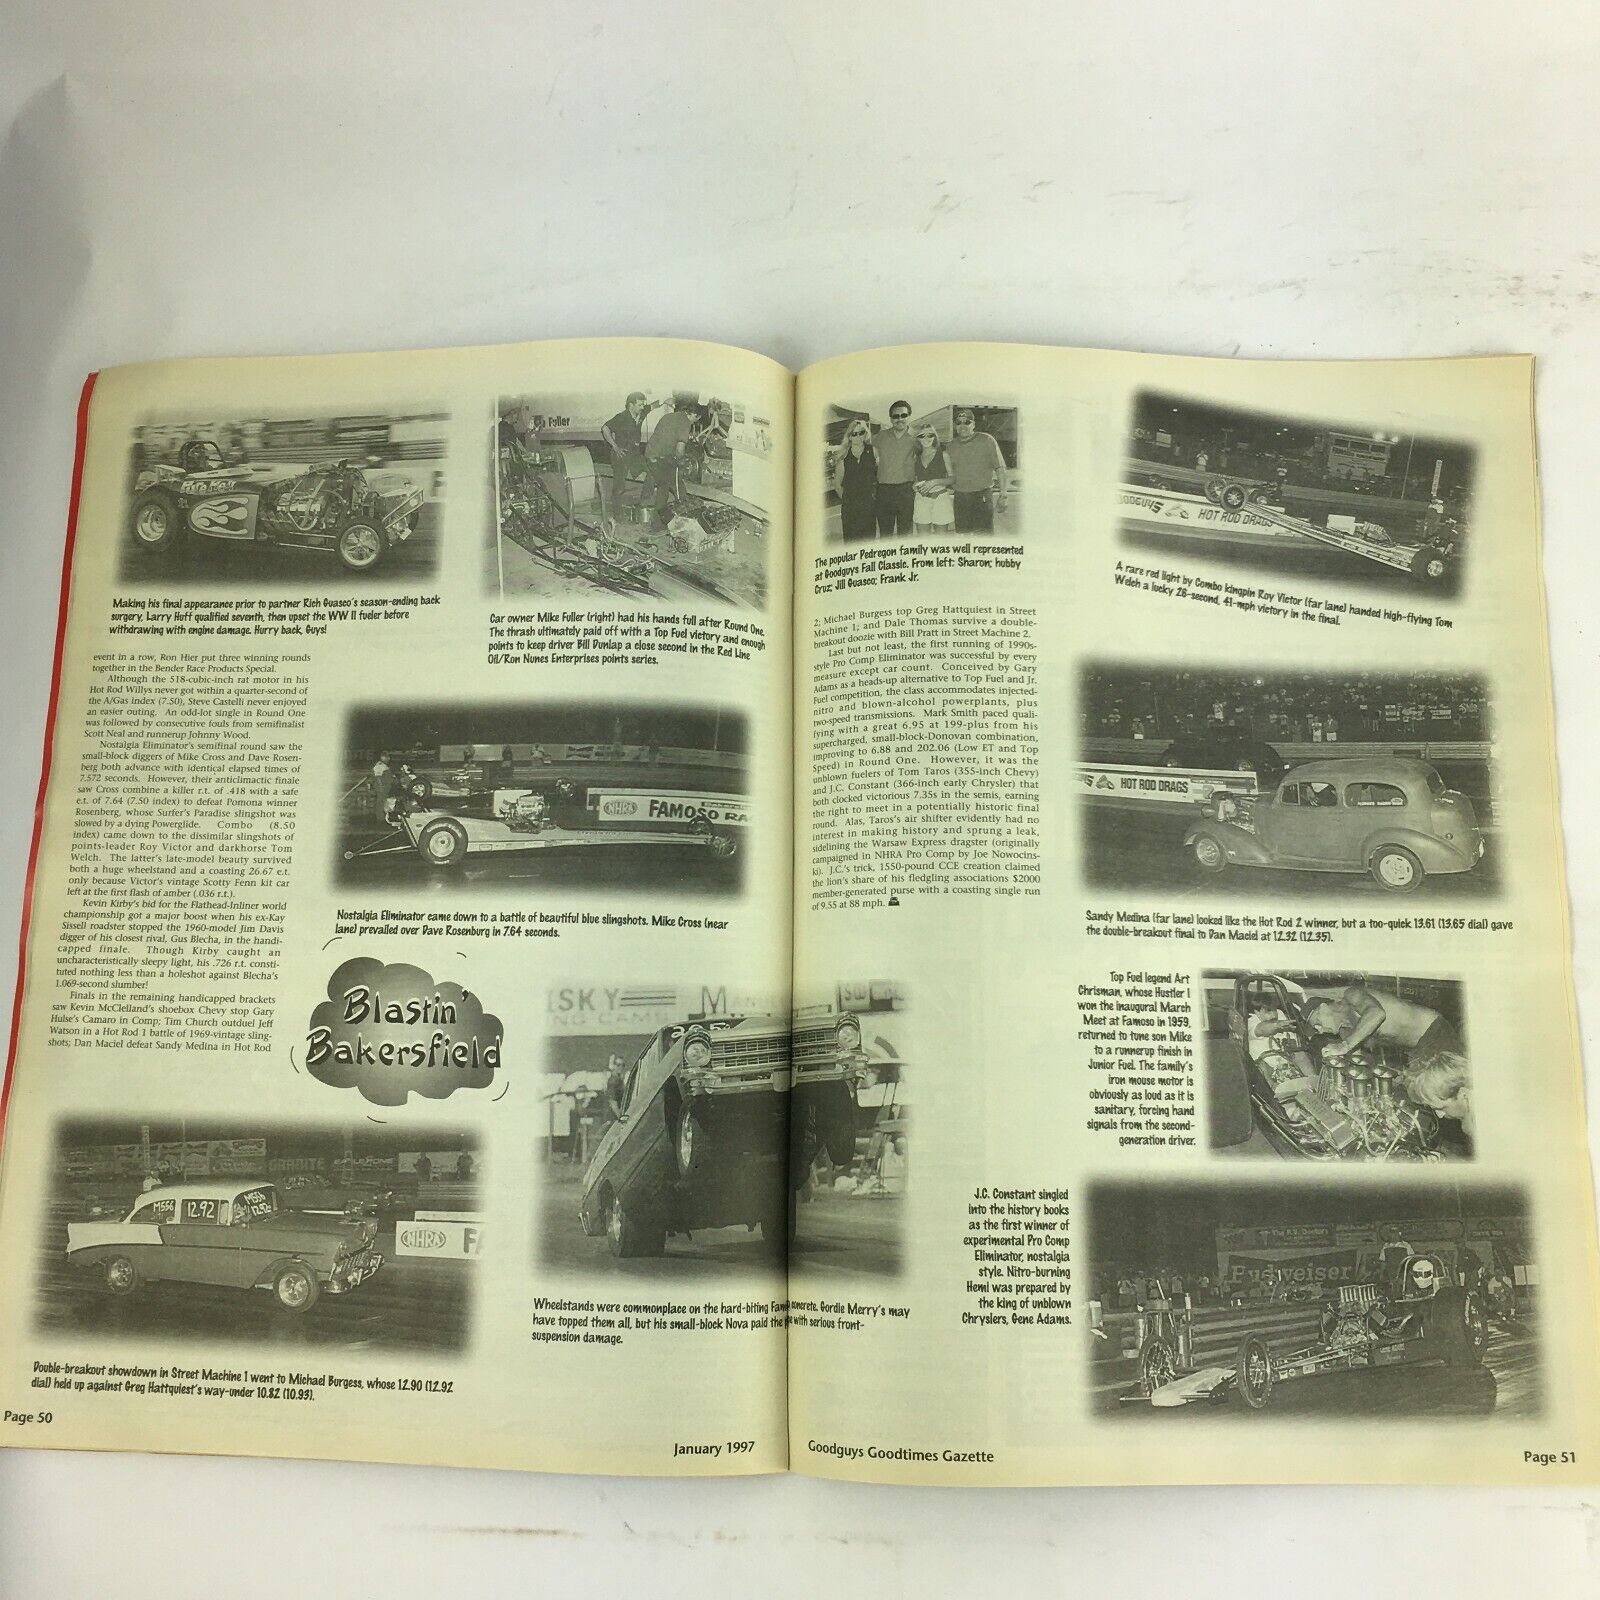 Making his final appearance prior to partner Rich Guasco's season-ending back
surgery, Larry Huff qualified seventh, then upset the WW II fueler before
withdrawing with engine damage. Hurry back, Guys!
Fuller
Car owner Mike Fuller (right) had his hands full after Round One.
The thrash ultimately paid off with a Top Fuel victory and enough
points to keep driver Bill Dunlap a close second in the Red Line
Oil/Ron Nunes Enterprises points series.
event in a row, Ron Hier put three winning rounds
together in the Bender Race Products Special.
Although the 518-cubic-inch rat motor in his
Hot Rod Willys never got within a quarter-second of
the A/Gas index (7.50), Steve Castelli never enjoyed
an easier outing. An odd-lot single in Round One
was followed by consecutive fouls from semifinalist
Scott Neal and runnerup Johnny Wood.
Nostalgia Eliminator's semifinal round saw the
small-block diggers of Mike Cross and Dave Rosen-
berg both advance with identical elapsed times of
7.572 seconds. However, their anticlimactic finale
saw Cross combine a killer r.t. of .418 with a safe
e.t. of 7.64 (7.50 index) to defeat Pomona winner
Rosenberg, whose Surfer's Paradise slingshot was
slowed by a dying Powerglide. Combo (8.50
index) came down to the dissimilar slingshots of
points-leader Roy Victor and darkhorse Tom
Welch. The latter's late-model beauty survived
both a huge wheelstand and a coasting 26.67 e.t.
only because Victor's vintage Scotty Fenn kit car
left at the first flash of amber (.036 r.t.).
Kevin Kirby's bid for the Flathead-Inliner world
championship got a major boost when his ex-Kay
Sissell roadster stopped the 1960-model Jim Davis
digger of his closest rival, Gus Blecha, in the handi-
capped finale. Though Kirby caught an
uncharacteristically sleepy light, his .726 r.t. consti-
tuted nothing less than a holeshot against Blecha's
1.069-second slumber!
Finals in the remaining handicapped brackets
saw Kevin McClelland's shoebox Chevy stop Gary
Hulse's Camaro in Comp; Tim Church outduel Jeff
Watson in a Hot Rod 1 battle of 1969-vintage sling-
shots; Dan Maciel defeat Sandy Medina in Hot Rod
NHRA FAMOSO RA
Nostalgia Eliminator came down to a battle of beautiful blue slingshots. Mike Cross (near
lane) prevailed over Dave Rosenburg in 7.64 seconds.
Blastin'
Bakersfield
ISKY
M556
12.92
M556
12.92
GRANITE
NHRA FA
Double-breakout showdown in Street Machine 1 went to Michael Burgess, whose 12.90 (12.92
dial) held up against Greg Hattquiest's way-under 10.82 (10.93).
Wheelstands were commonplace on the hard-biting Fam concrete. Gordie Merry's may
have topped them all, but his small-block Nova paid the with serious front-
suspension damage.
Page 50
January 1997
The popular Pedregon family was well represented
at Goodguys Fall Classic. From left: Sharon; hubby
Cruz; Jill Guasco; Frank Jr.
2; Michael Burgess top Greg Hattquiest in Street
Machine 1; and Dale Thomas survive a double-
breakout doozie with Bill Pratt in Street Machine 2.
Last but not least, the first running of 1990s-
style Pro Comp Eliminator was successful by every
measure except car count. Conceived by Gary
Adams as a heads-up alternative to Top Fuel and Jr.
Fuel competition, the class accommodates injected-
nitro and blown-alcohol powerplants, plus
two-speed transmissions. Mark Smith paced quali-
fying with a great 6.95 at 199-plus from his
supercharged, small-block-Donovan combination,
improving to 6.88 and 202.06 (Low ET and Top
Speed) in Round One. However, it was the
unblown fuelers of Tom Taros (355-inch Chevy)
and J.C. Constant (366-inch early Chrysler) that
both clocked victorious 7.35s in the semis, earning
the right to meet in a potentially historic final
round. Alas, Taros's air shifter evidently had no
interest in making history and sprung a leak,
sidelining the Warsaw Express dragster (originally
campaigned in NHRA Pro Comp by Joe Nowocins-
ki). J.C.'s trick, 1550-pound CCE creation claimed
the lion's share of his fledgling associations $2000
member-generated purse with a coasting single run
of 9.55 at 88 mph.
GOODGUYS HOT ROD DRAGS
A rare red light by Combo kingpin Roy Victor (far lane) handed high-flying Tom
Welch a lucky 26-second, 41-mph victory in the final.
HOT ROD DRAGS
Sandy Medina (far lane) looked like the Hot Rod 2 winner, but a too-quick 13.61 (13.65 dial) gave
the double-breakout final to Dan Maciel at 12.32 (12.35).
Top Fuel legend Art
Chrisman, whose Hustler I
won the inaugural March
Meet at Famoso in 1959,
returned to tune son Mike
to a runnerup finish in
Junior Fuel. The family's
iron mouse motor is
obviously as loud as it is
sanitary, forcing hand
signals from the second-
generation driver.
J.C. Constant singled
into the history books
as the first winner of
experimental Pro Comp
Eliminator, nostalgia
style. Nitro-burning
Hemi was prepared by
the king of unblown
Chryslers, Gene Adams.
The R.V. Doctors
Budweiser
Goodguys Goodtimes Gazette
Page 51